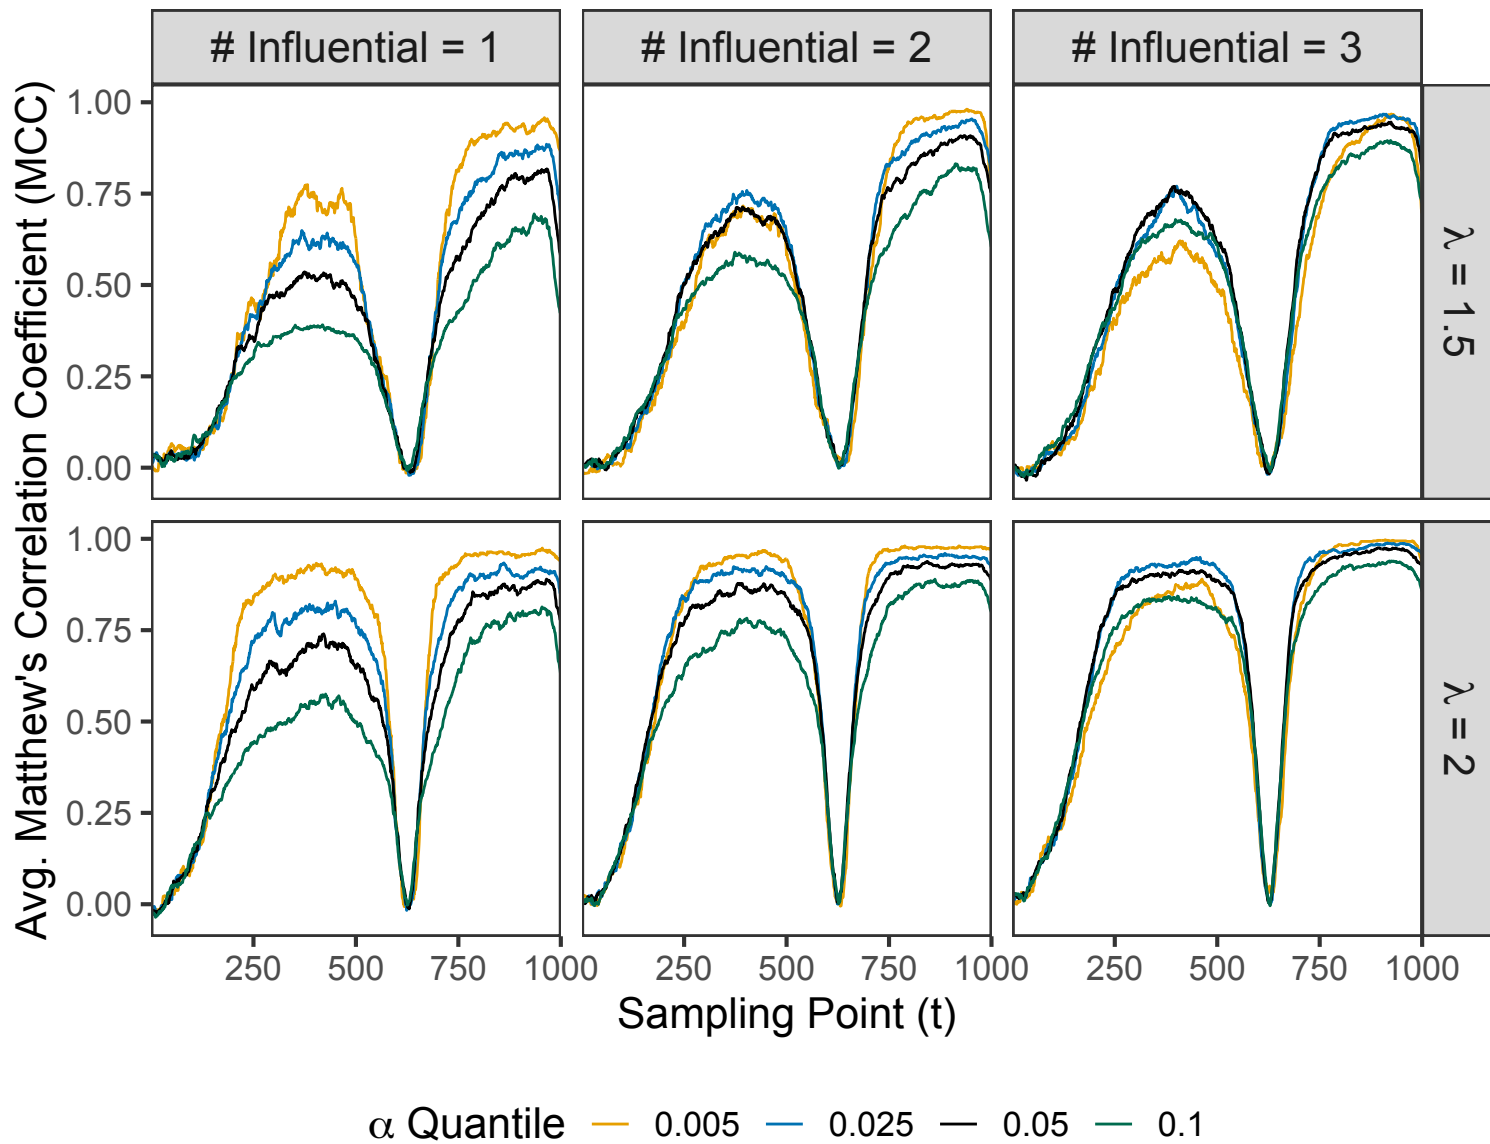 # Influential = 1
# Influential = 2
# Influential = 3
Avg. Matthew's Correlation Coefficient (MCC)
1.00
0.75
0.50
0.25
0.00
λ = 1.5
1.00
0.75
0.50
0.25
0.00
λ = 2
250 500 750 1000 250 500 750 1000 250 500 750 1000
Sampling Point (t)
α Quantile 0.005 0.025 0.05 0.1